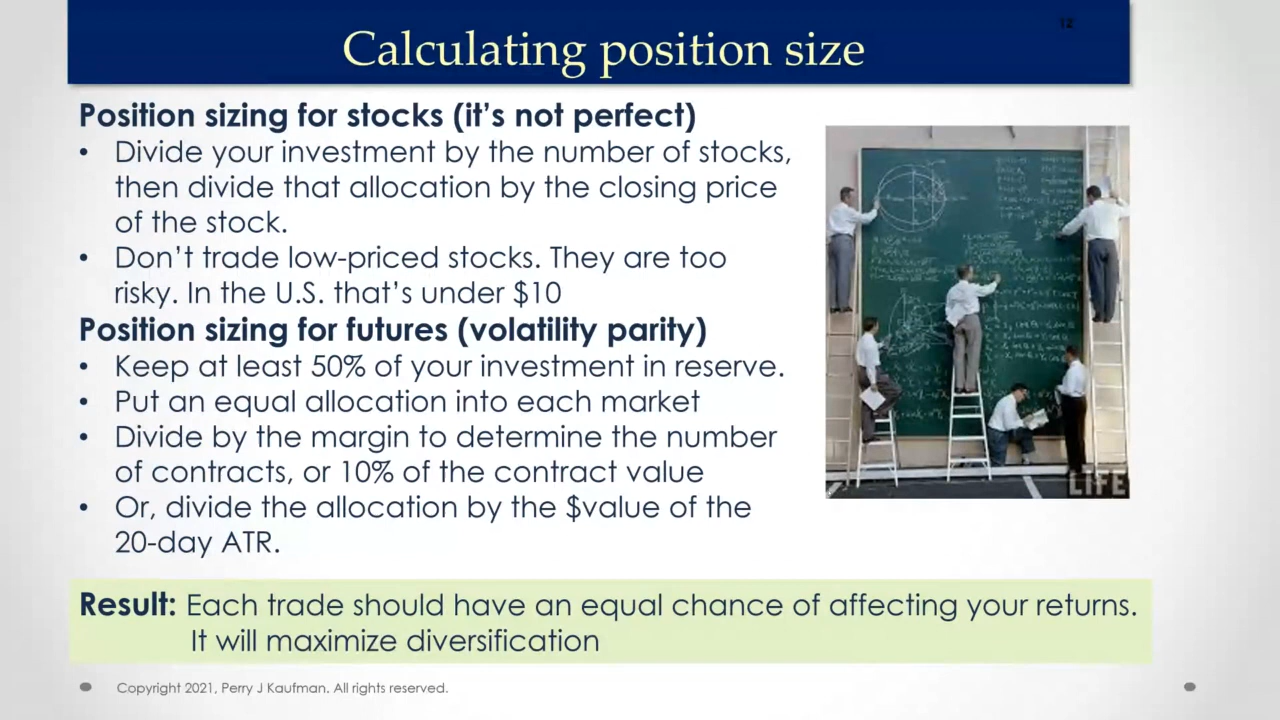 12
Calculating position size
Position sizing for stocks (it's not perfect)
• Divide your investment by the number of stocks,
then divide that allocation by the closing price
of the stock.
• Don't trade low-priced stocks. They are too
risky. In the U.S. that's under $10
Position sizing for futures (volatility parity)
• Keep at least 50% of your investment in reserve.
• Put an equal allocation into each market
• Divide by the margin to determine the number
of contracts, or 10% of the contract value
• Or, divide the allocation by the $value of the
20-day ATR.
LIFE
Result: Each trade should have an equal chance of affecting your returns.
It will maximize diversification
Copyright 2021, Perry J Kaufman. All rights reserved.